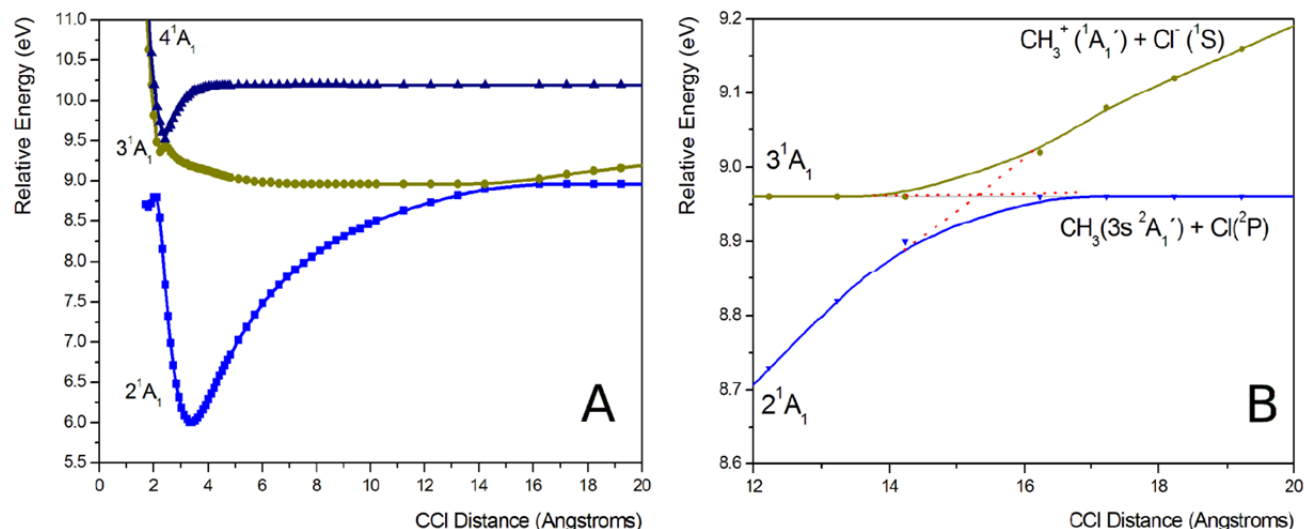 11.0
10.5
10.0
9.5
9.0
8.5
8.0
7.5
7.0
6.5
6.0
5.5
Relative Energy (eV)
4¹A₁
3¹A₁
2¹A₁
A
0 2 4 6 8 10 12 14 16 18 20
CCl Distance (Angstroms)
9.2
9.1
9.0
8.9
8.8
8.7
8.6
Relative Energy (eV)
CH₃⁺ (¹A₁´) + Cl⁻ (¹S)
3¹A₁
CH₃(3s ²A₁´) + Cl(²P)
2¹A₁
B
12 14 16 18 20
CCl Distance (Angstroms)